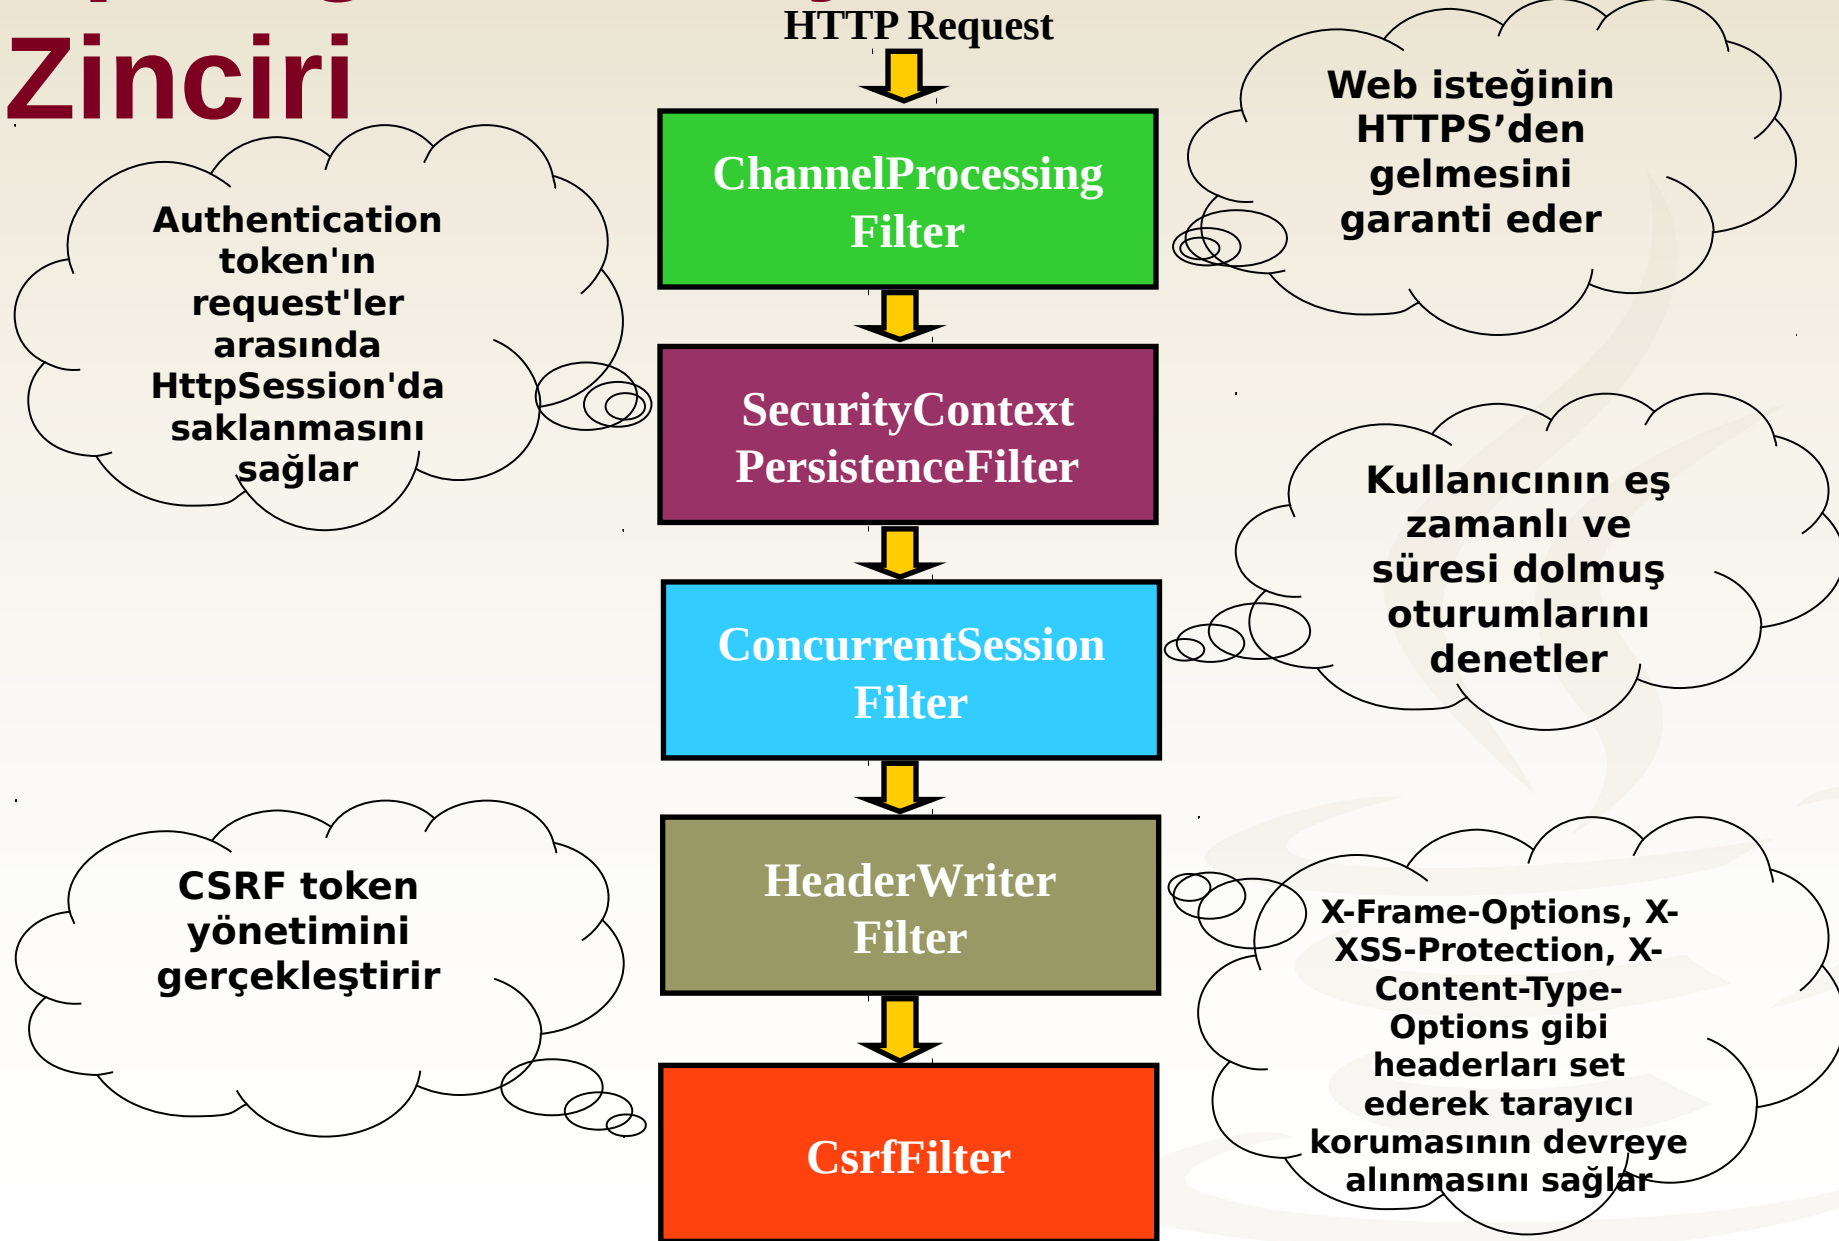 Zinciri
HTTP Request
ChannelProcessing
Filter
Web isteğinin
HTTPS’den
gelmesini
garanti eder
Authentication
token'ın
request'ler
arasında
HttpSession'da
saklanmasını
sağlar
SecurityContext
PersistenceFilter
ConcurrentSession
Filter
Kullanıcının eş
zamanlı ve
süresi dolmuş
oturumlarını
denetler
HeaderWriter
Filter
X-Frame-Options, X-
XSS-Protection, X-
Content-Type-
Options gibi
headerları set
ederek tarayıcı
korumasının devreye
alınmasını sağlar
CSRF token
yönetimini
gerçekleştirir
CsrfFilter